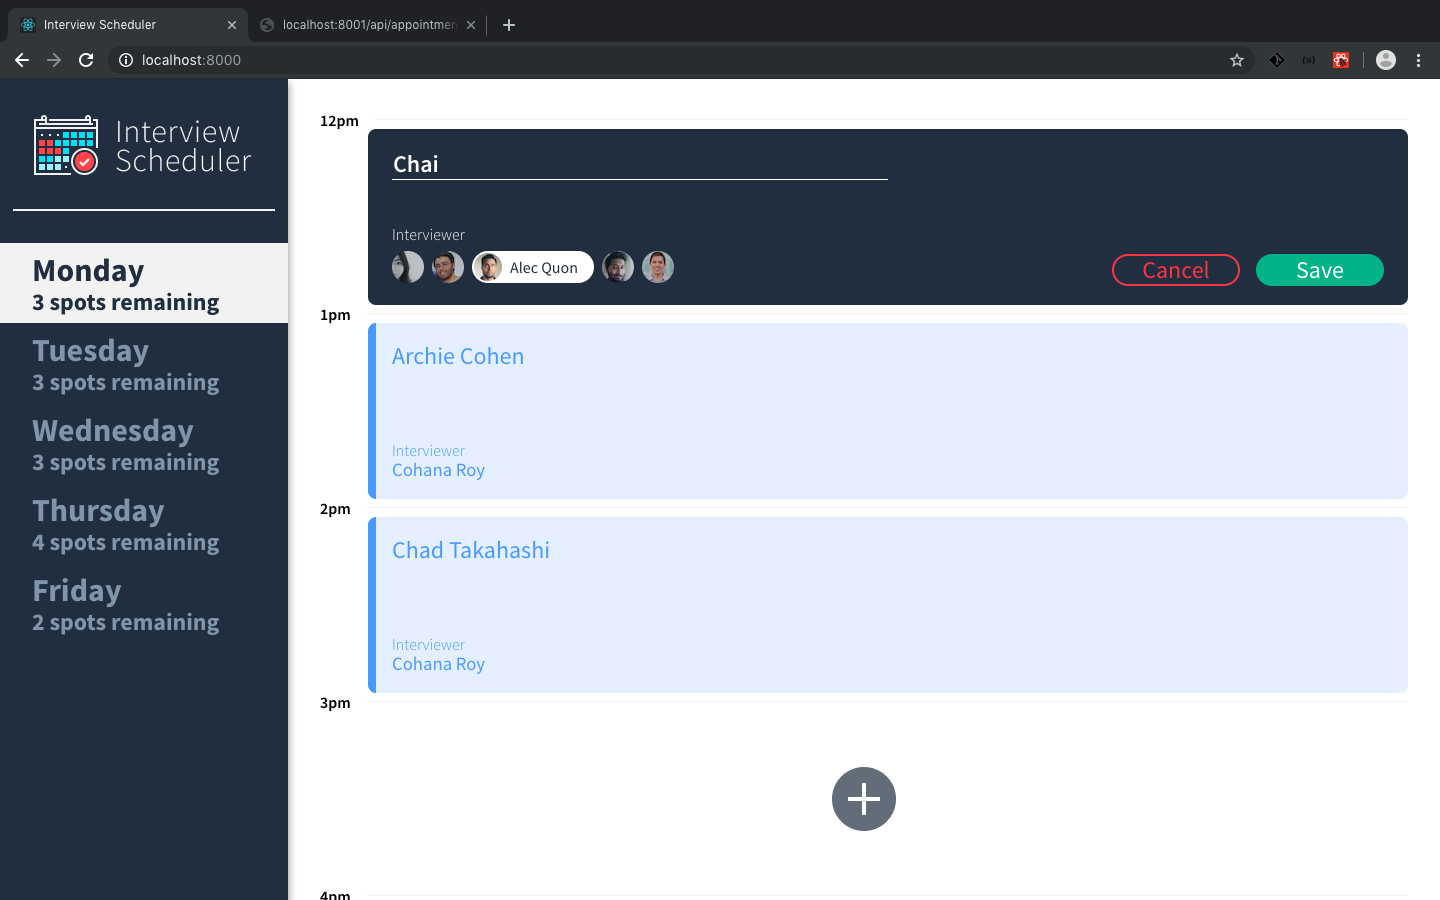 Interview Scheduler
localhost:8001/api/appointmen
localhost:8000
Interview
Scheduler
Monday
3 spots remaining
Tuesday
3 spots remaining
Wednesday
3 spots remaining
Thursday
4 spots remaining
Friday
2 spots remaining
12pm
Chai
Interviewer
Alec Quon
Cancel
Save
1pm
Archie Cohen
Interviewer
Cohana Roy
2pm
Chad Takahashi
Interviewer
Cohana Roy
3pm
4pm